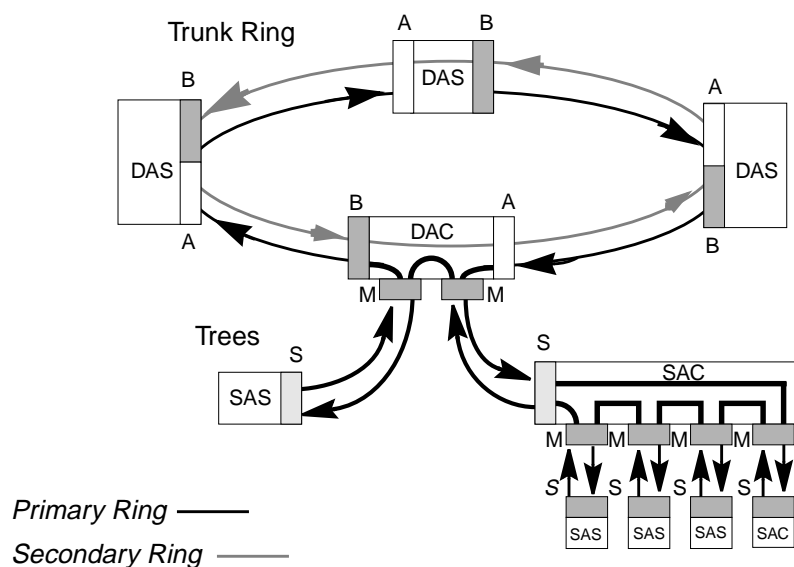 Trunk Ring
A B
DAS
B
DAS
A
A
DAS
B
B A
DAC
M M
Trees
S
SAS
S
SAC
M M M M
S S S S
SAS SAS SAS SAC
Primary Ring
Secondary Ring